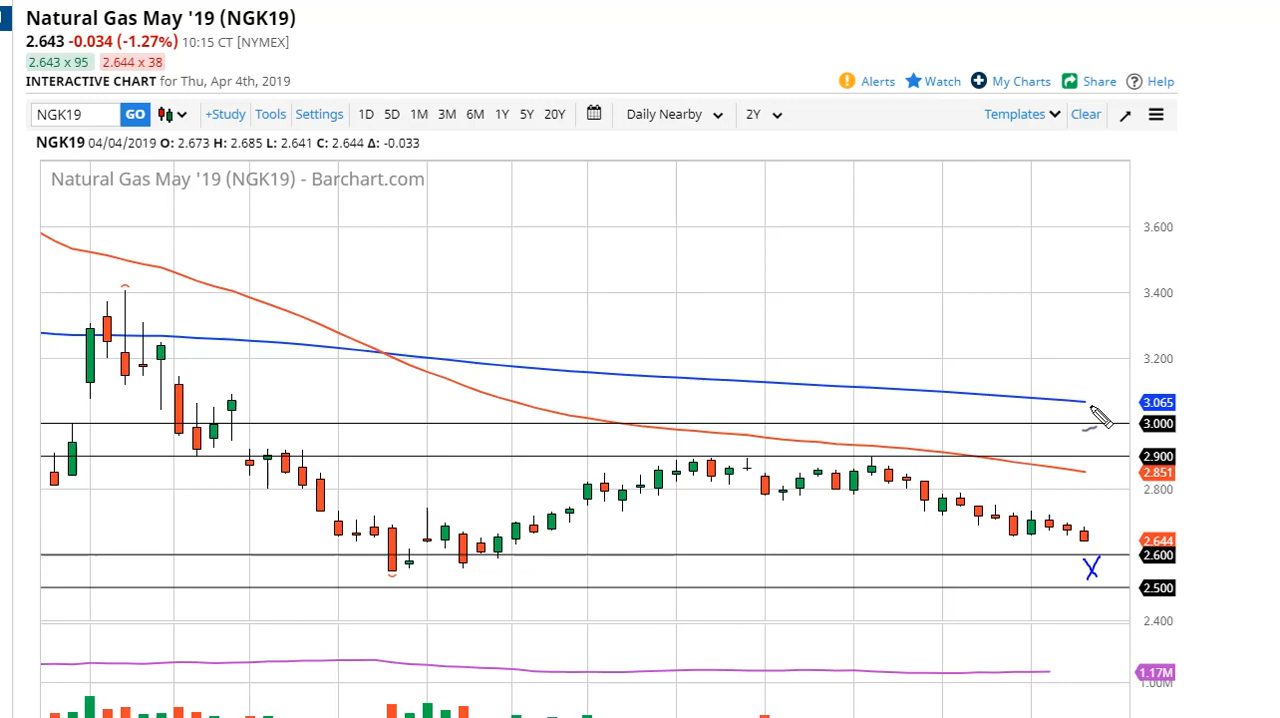 Natural Gas May '19 (NGK19)
2.643 -0.034 (-1.27%) 10:15 CT [NYMEX]
2.643 x 95 2.644 x 38
INTERACTIVE CHART for Thu, Apr 4th, 2019
Alerts Watch My Charts Share Help
NGK19 GO +Study Tools Settings 1D 5D 1M 3M 6M 1Y 5Y 20Y Daily Nearby 2Y Templates Clear
NGK19 04/04/2019 O: 2.673 H: 2.685 L: 2.641 C: 2.644 Δ: -0.033
Natural Gas May '19 (NGK19) - Barchart.com
3.600
3.400
3.200
3.065
3.000
2.900
2.851
2.800
2.644
2.600
X
2.500
2.400
1.17M
1.00M